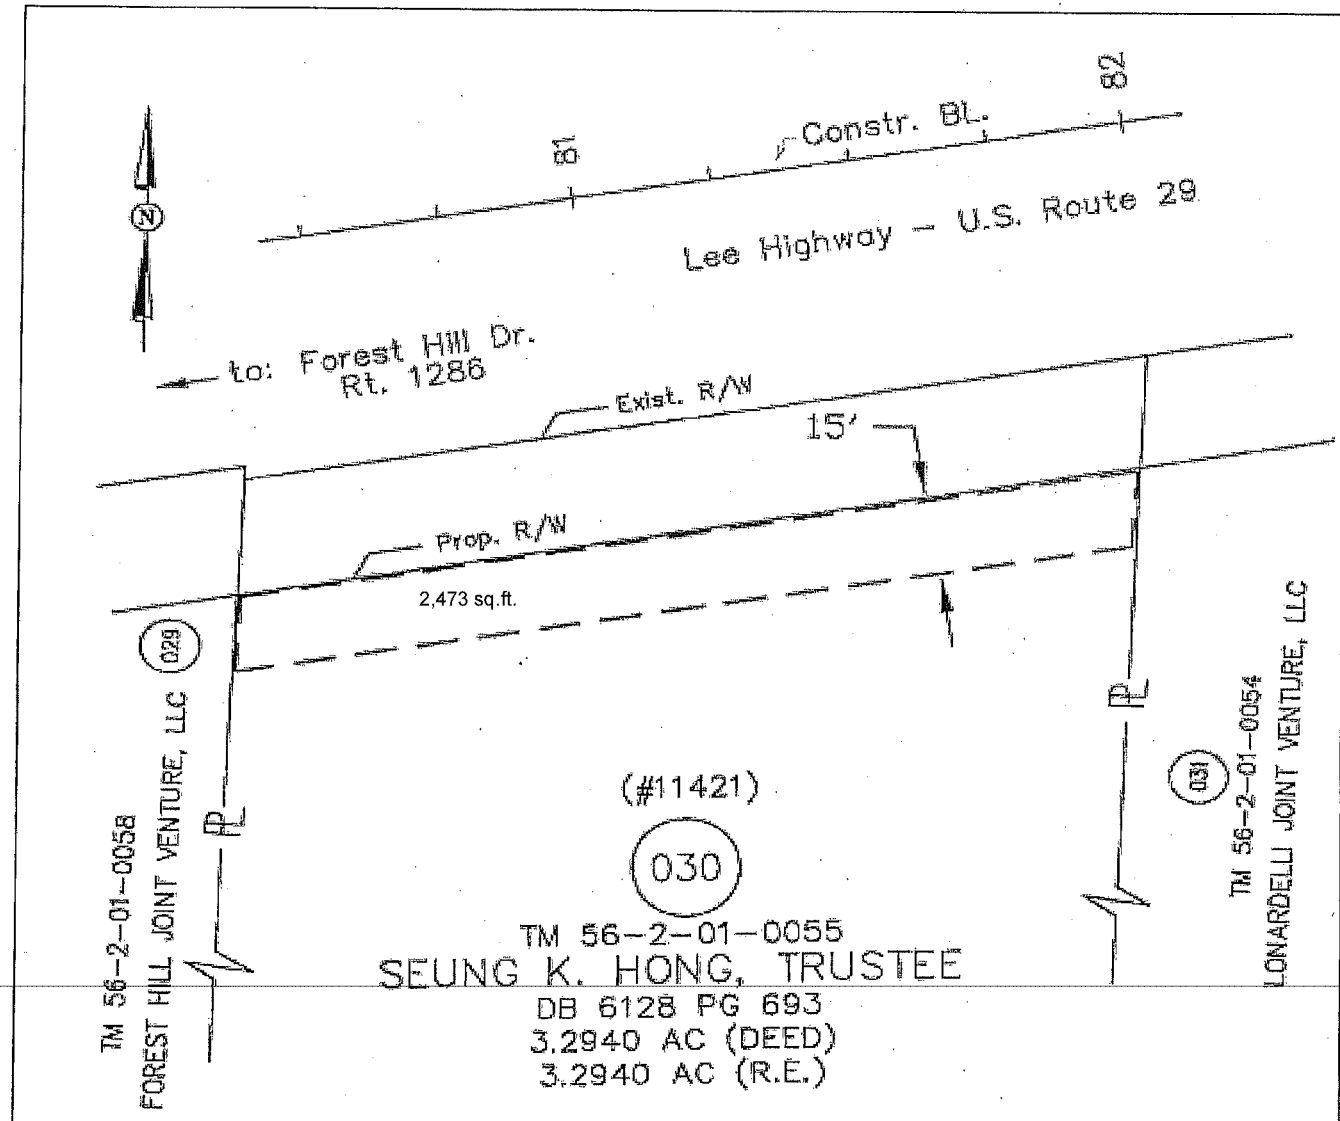 82
81
Constr. BL.
Lee Highway - U.S. Route 29
N
to: Forest Hill Dr.
Rt. 1286
Exist. R/W
15'
Prop. R/W
2,473 sq.ft.
029
TM 56-2-01-0058
FOREST HILL JOINT VENTURE, LLC
PL
PL
031
TM 56-2-01-0054
LONARDELLI JOINT VENTURE, LLC
(#11421)
030
TM 56-2-01-0055
SEUNG K. HONG, TRUSTEE
DB 6128 PG 693
3.2940 AC (DEED)
3.2940 AC (R.E.)